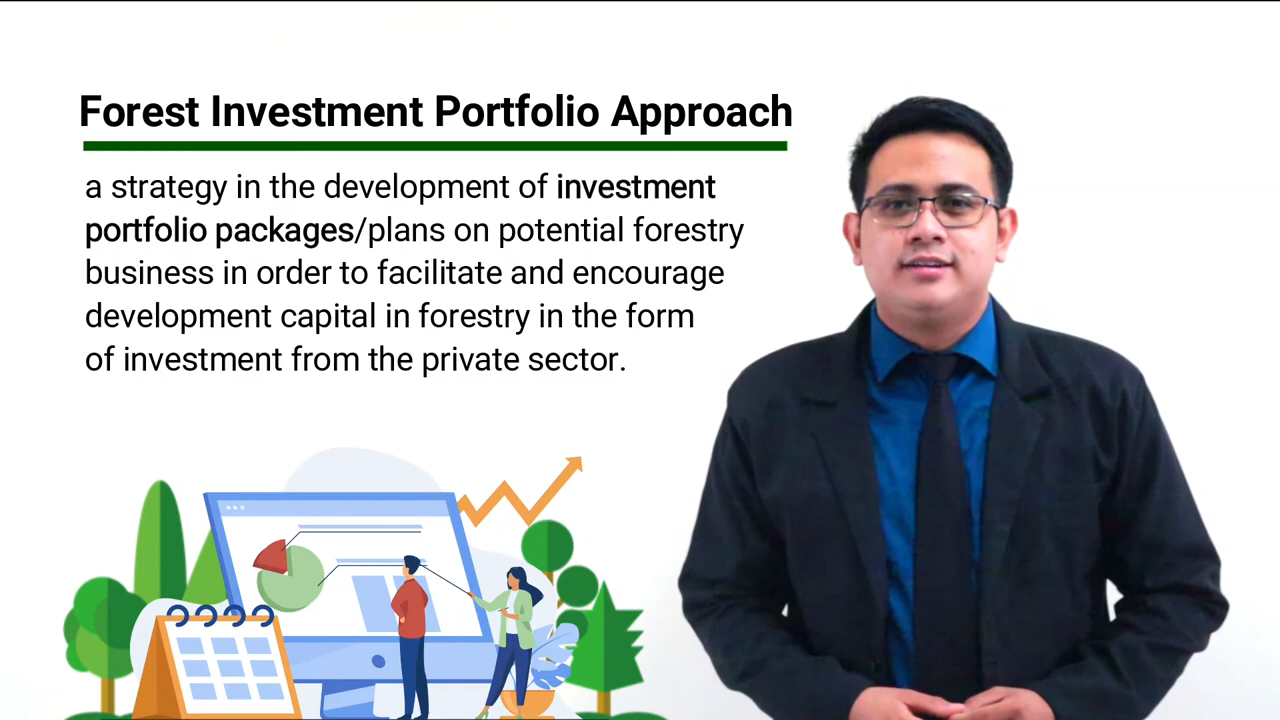 Forest Investment Portfolio Approach
a strategy in the development of investment
portfolio packages/plans on potential forestry
business in order to facilitate and encourage
development capital in forestry in the form
of investment from the private sector.